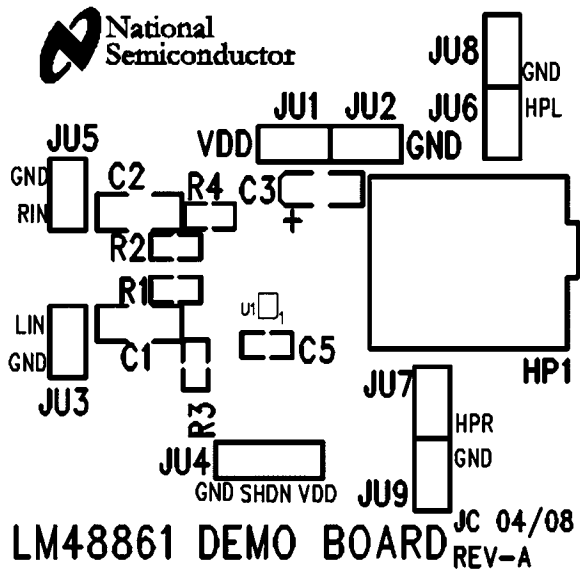 National
Semiconductor
JU8
GND
JU6
HPL
JU1 JU2
VDD
GND
JU5
GND
RIN
C2
R4
C3
+
R2
R1
U1
1
LIN
GND
C1
C5
JU3
R3
HP1
JU7
HPR
JU4
GND
GND SHDN VDD
JU9
LM48861 DEMO BOARD
JC 04/08
REV-A